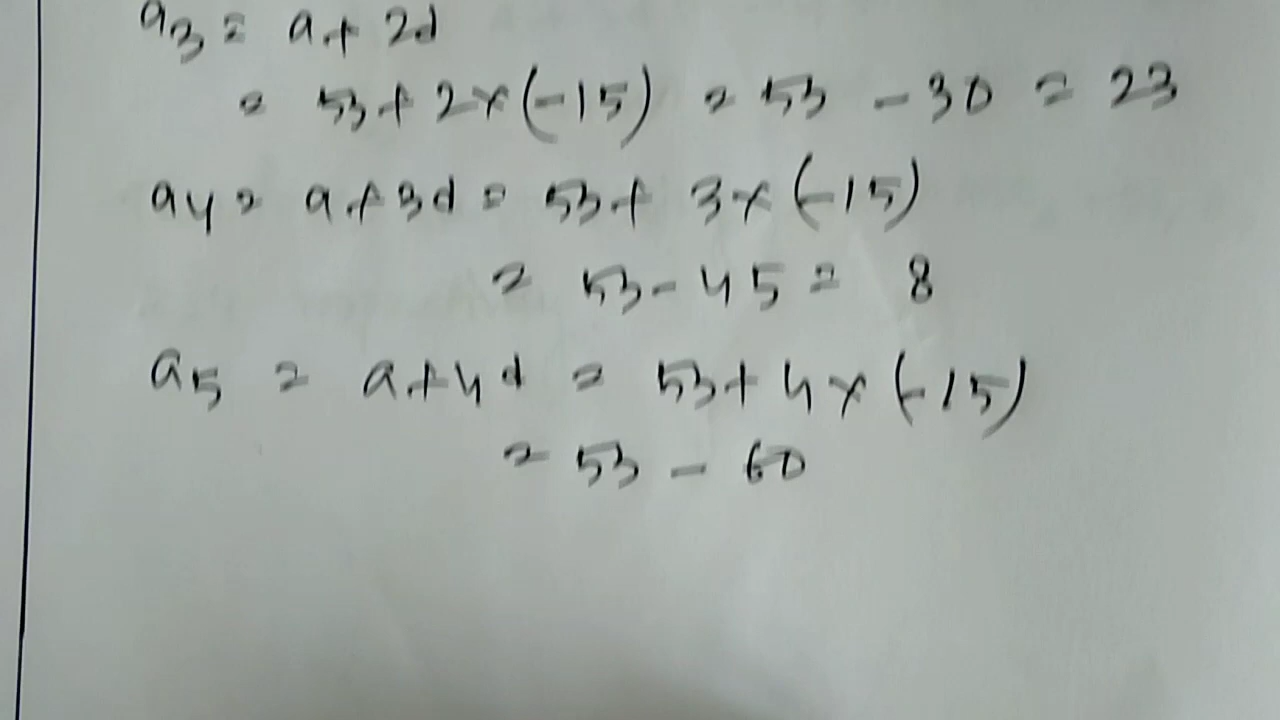 a3 = a + 2d
= 53 + 2 × (-15) = 53 - 30 = 23
a4 = a + 3d = 53 + 3 × (-15)
= 53 - 45 = 8
a5 = a + 4d = 53 + 4 × (-15)
= 53 - 60